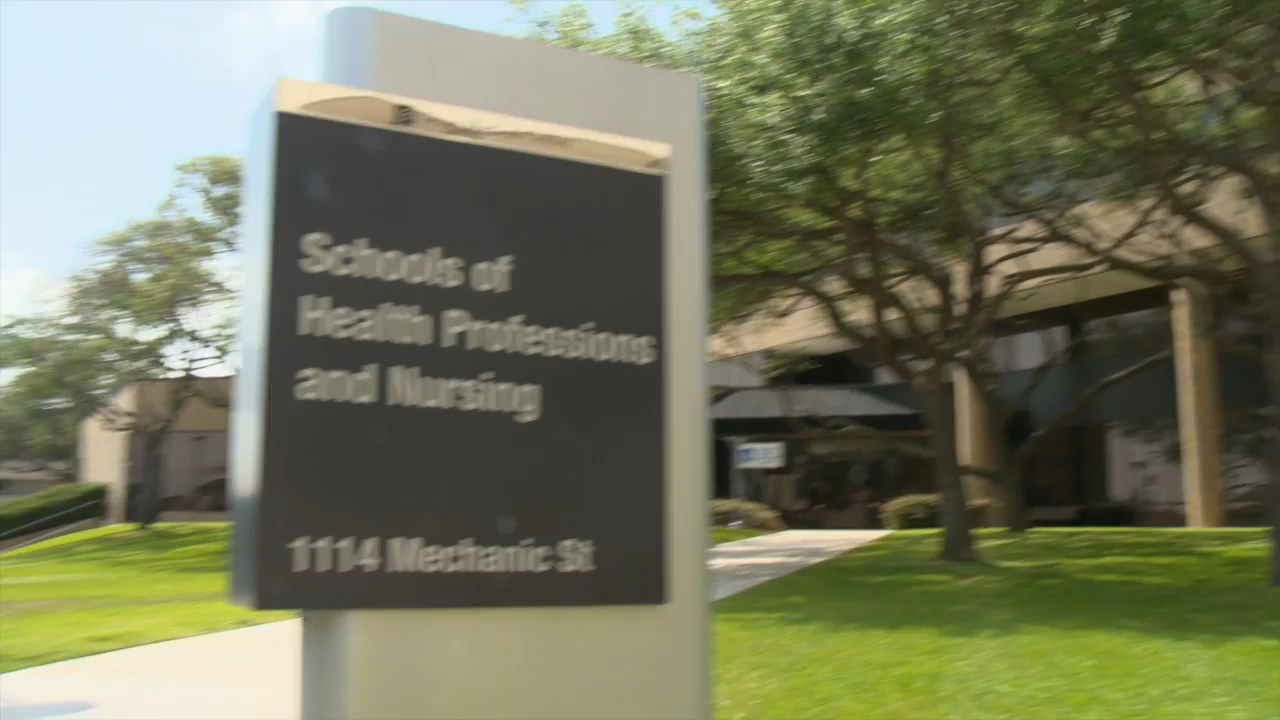 Schools of
Health Professions
and Nursing
1114 Mechanic St